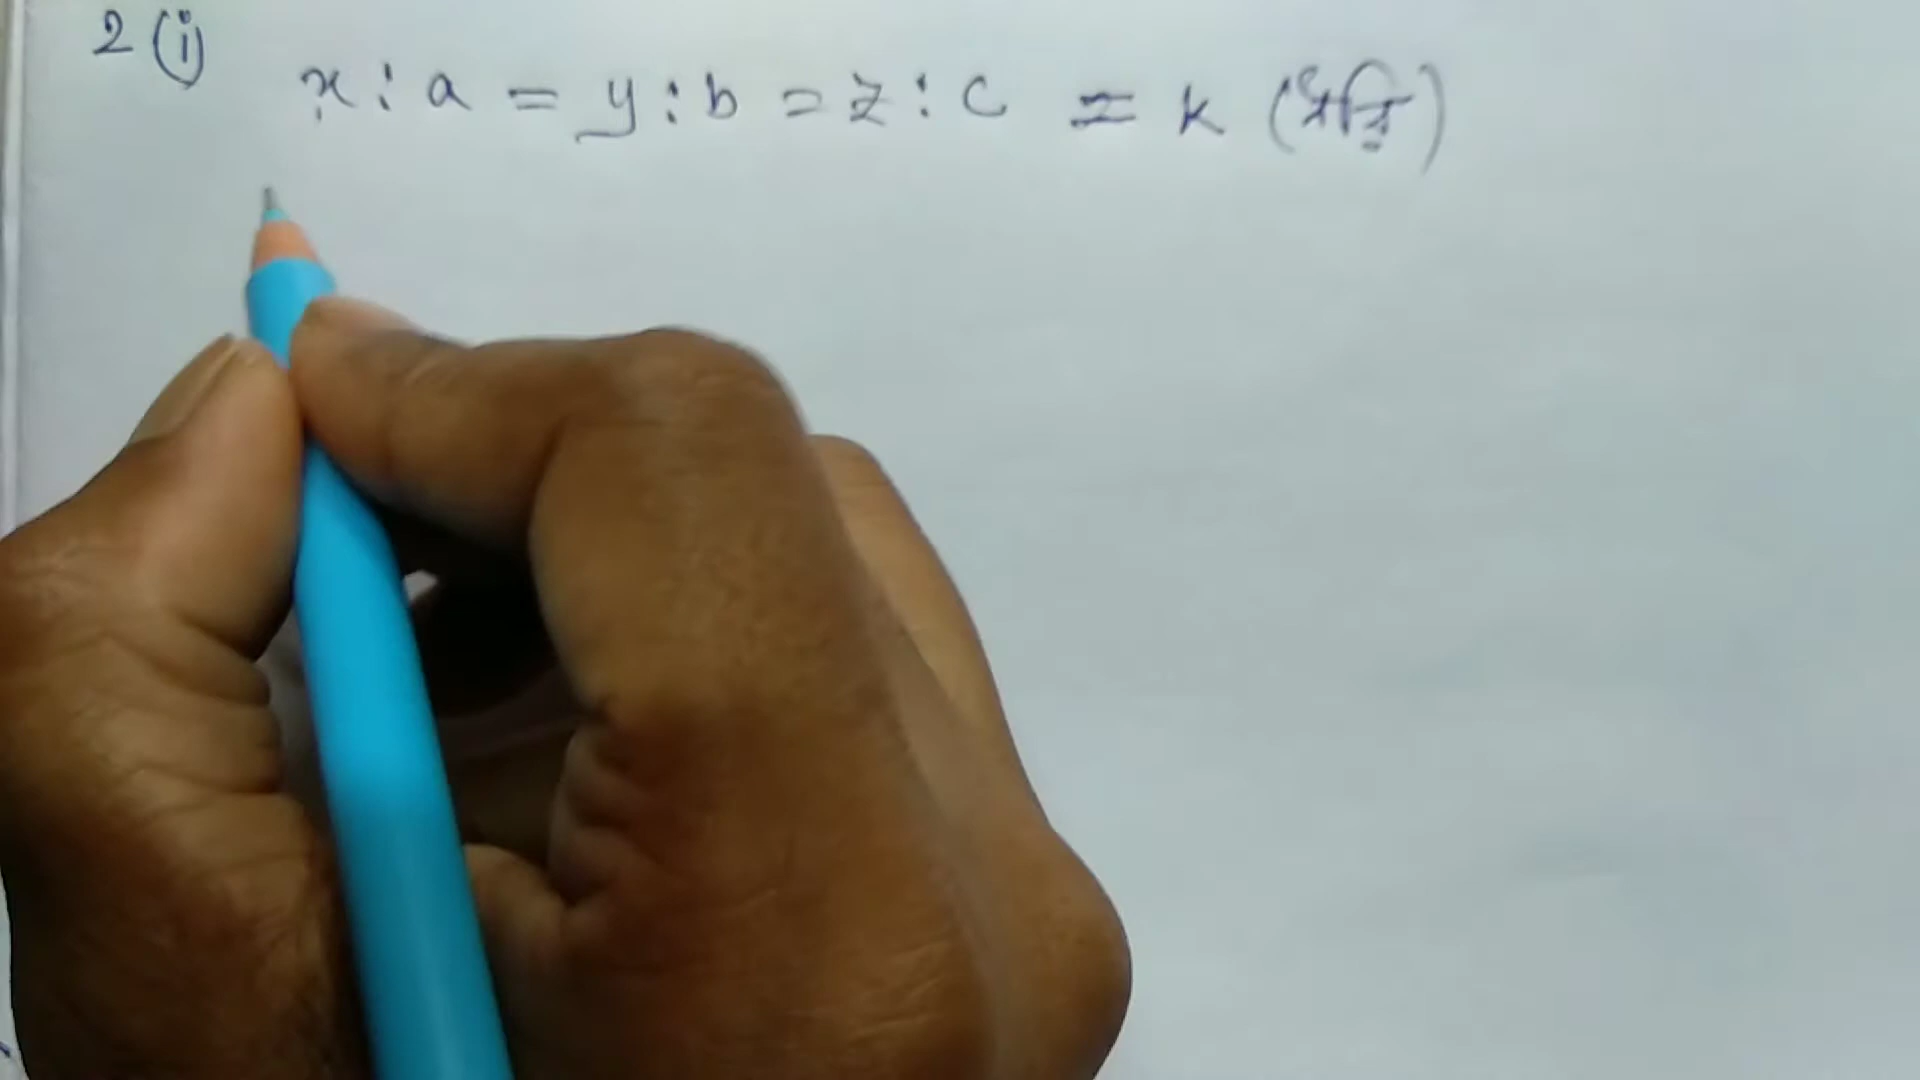 2 (i)
x : a = y : b = z : c = k (ধরি)